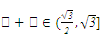 □ + □ ∈ (√3/2, √3]